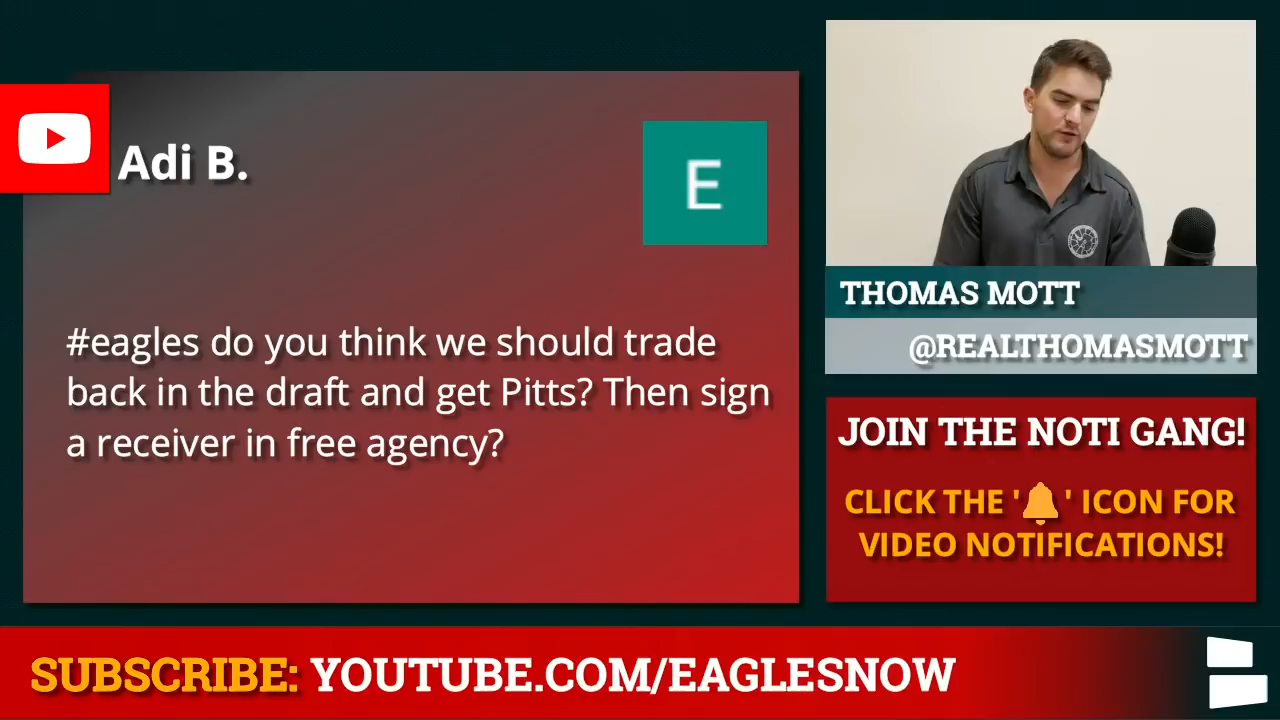 Adi B.
E
#eagles do you think we should trade
back in the draft and get Pitts? Then sign
a receiver in free agency?
THOMAS MOTT
@REALTHOMASMOTT
JOIN THE NOTI GANG!
CLICK THE '🔔' ICON FOR
VIDEO NOTIFICATIONS!
SUBSCRIBE: YOUTUBE.COM/EAGLESNOW